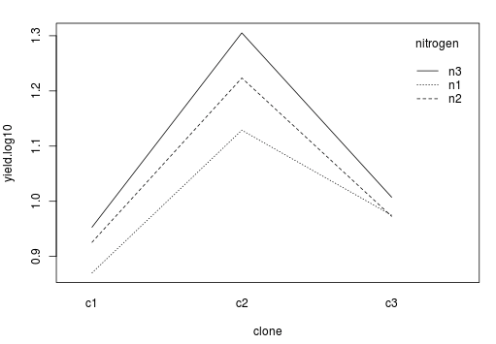 nitrogen
n3
n1
n2
yield.log10
1.3
1.2
1.1
1.0
0.9
c1 c2 c3
clone